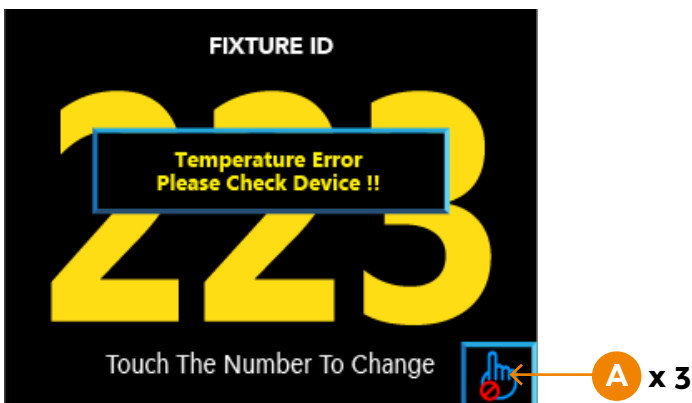 FIXTURE ID
223
Temperature Error
Please Check Device !!
Touch The Number To Change
A x 3